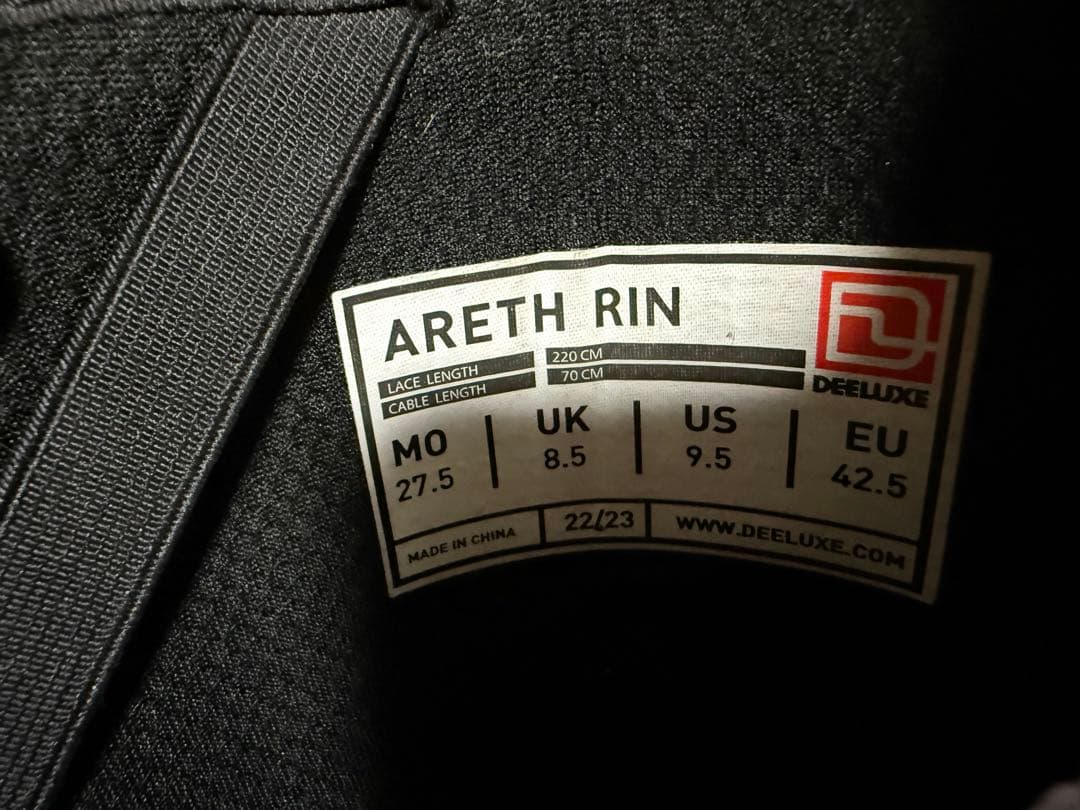 ARETH RIN
LACE LENGTH 220 CM
CABLE LENGTH 70 CM
DEELUXE
MO UK US EU
27.5 8.5 9.5 42.5
MADE IN CHINA 22/23 WWW.DEELUXE.COM